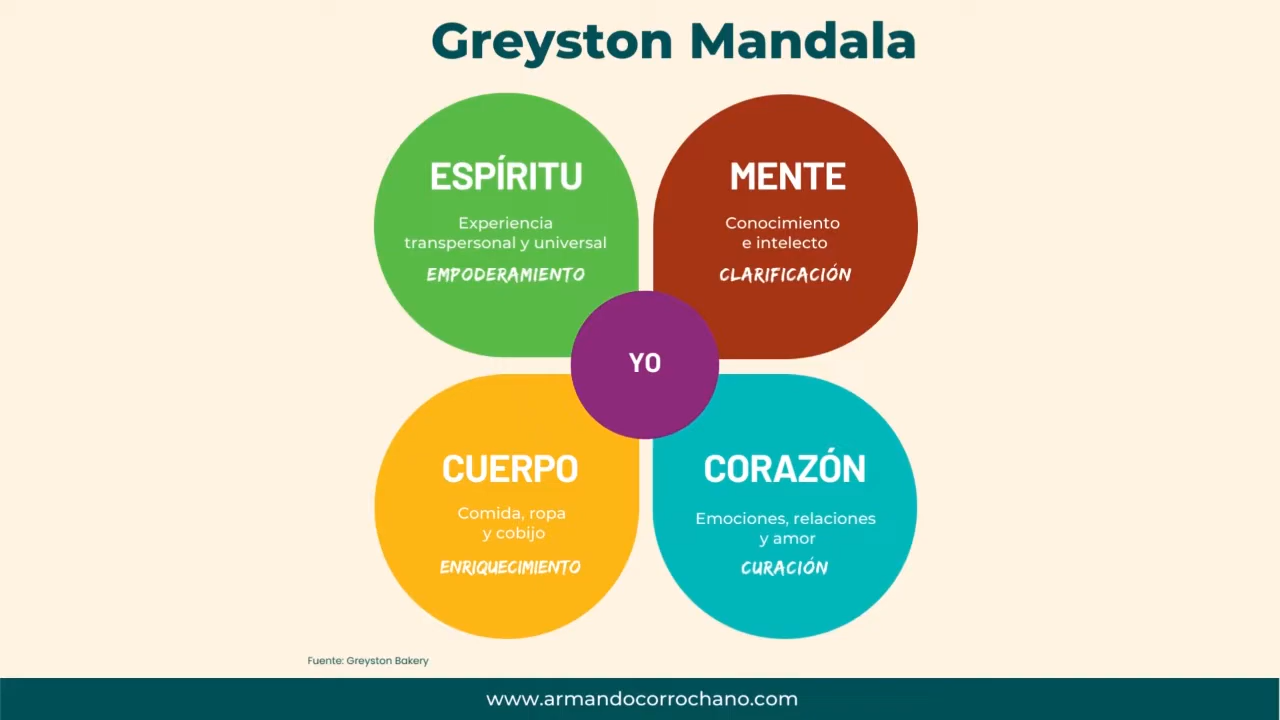 Greyston Mandala
ESPÍRITU
Experiencia
transpersonal y universal
EMPODERAMIENTO
MENTE
Conocimiento
e intelecto
CLARIFICACIÓN
YO
CUERPO
Comida, ropa
y cobijo
ENRIQUECIMIENTO
CORAZÓN
Emociones, relaciones
y amor
CURACIÓN
Fuente: Greyston Bakery
www.armandocorrochano.com